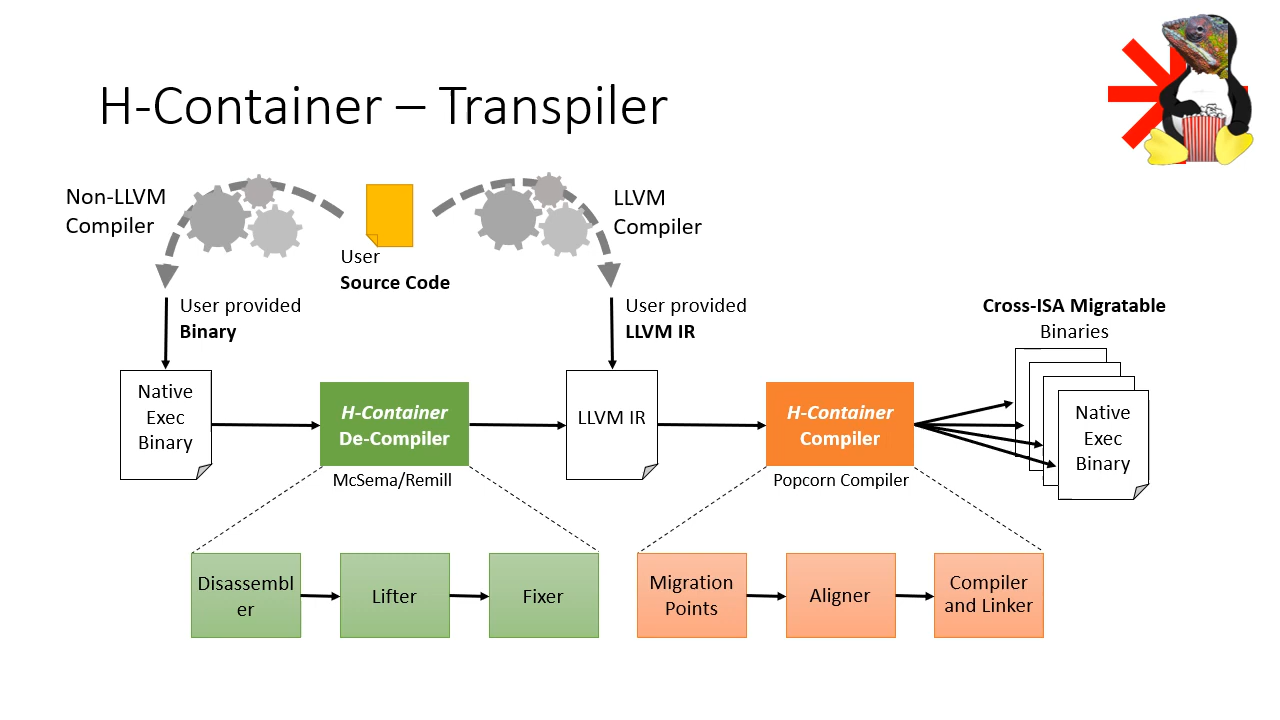 H-Container – Transpiler
Non-LLVM
Compiler
User
Source Code
LLVM
Compiler
User provided
Binary
User provided
LLVM IR
Cross-ISA Migratable
Binaries
Native
Exec
Binary
H-Container
De-Compiler
McSema/Remill
LLVM IR
H-Container
Compiler
Popcorn Compiler
Native
Exec
Binary
Disassembl
er
Lifter
Fixer
Migration
Points
Aligner
Compiler
and Linker